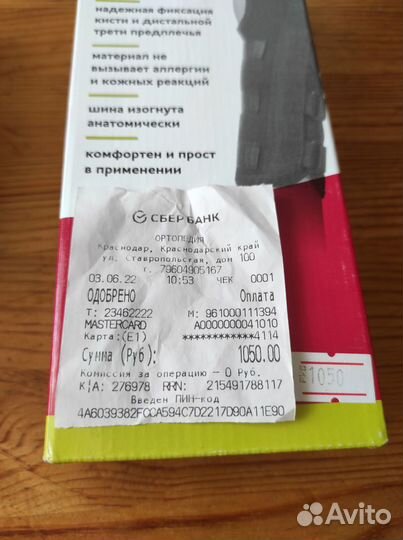 надежная фиксация
кисти и дистальной
трети предплечья
материал не
вызывает аллергии
и кожных реакций
шина изогнута
анатомически
комфортен и прост
в применении
СБЕРБАНК
ОРТОПЕДИЯ
Краснодар, Краснодарский край
ул. Ставропольская, дом 100
т. 79604905167
03.06.22 10:53 ЧЕК 0001
ОДОБРЕНО Оплата
Т: 23462222 М: 961000111394
MASTERCARD A0000000041010
Карта:(E1) ************4114
Сумма (Руб): 1050.00
Комиссия за операцию – 0 Руб.
К/А: 276978 RRN: 215491788117
Введен ПИН-код
4A6039382FCCA594C7D2217D90A11E90
1050
Avito